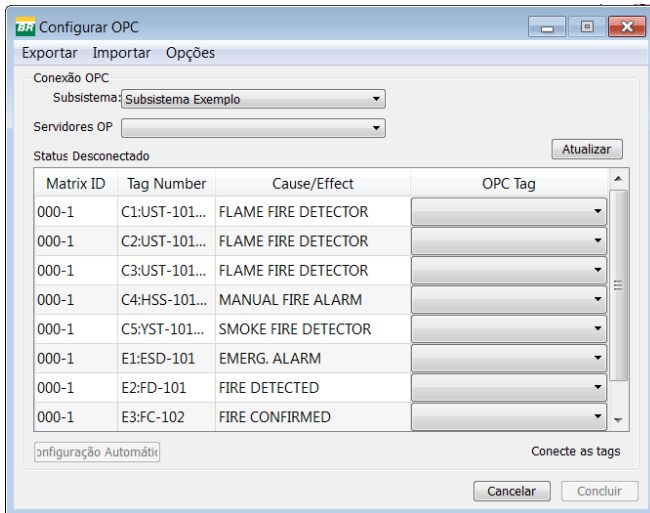 BR Configurar OPC
Exportar Importar Opções
Conexão OPC
Subsistema: Subsistema Exemplo
Servidores OP
Atualizar
Status Desconectado
Matrix ID Tag Number Cause/Effect OPC Tag
000-1 C1:UST-101... FLAME FIRE DETECTOR
000-1 C2:UST-101... FLAME FIRE DETECTOR
000-1 C3:UST-101... FLAME FIRE DETECTOR
000-1 C4:HSS-101... MANUAL FIRE ALARM
000-1 C5:YST-101... SMOKE FIRE DETECTOR
000-1 E1:ESD-101 EMERG. ALARM
000-1 E2:FD-101 FIRE DETECTED
000-1 E3:FC-102 FIRE CONFIRMED
onfiguração Automátic Conecte as tags
Cancelar Concluir